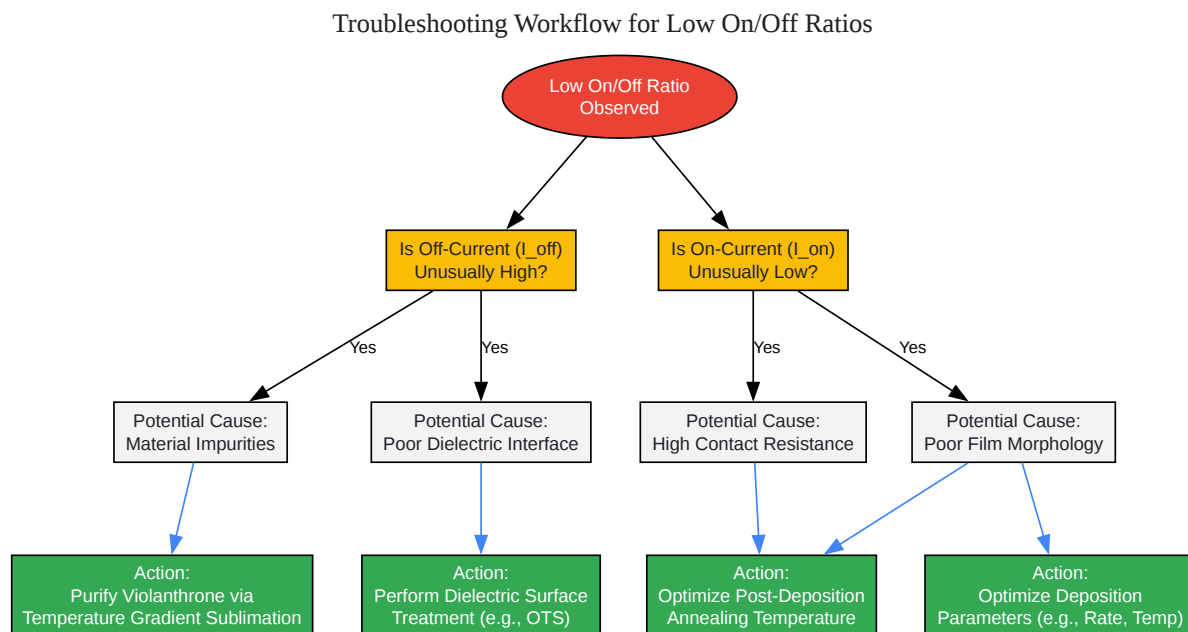 Troubleshooting Workflow for Low On/Off Ratios
Low On/Off Ratio
Observed
Is Off-Current (I_off)
Unusually High?
Is On-Current (I_on)
Unusually Low?
Yes
Yes
Yes
Yes
Potential Cause:
Material Impurities
Potential Cause:
Poor Dielectric Interface
Potential Cause:
High Contact Resistance
Potential Cause:
Poor Film Morphology
Action:
Purify Violanthrone via
Temperature Gradient Sublimation
Action:
Perform Dielectric Surface
Treatment (e.g., OTS)
Action:
Optimize Post-Deposition
Annealing Temperature
Action:
Optimize Deposition
Parameters (e.g., Rate, Temp)